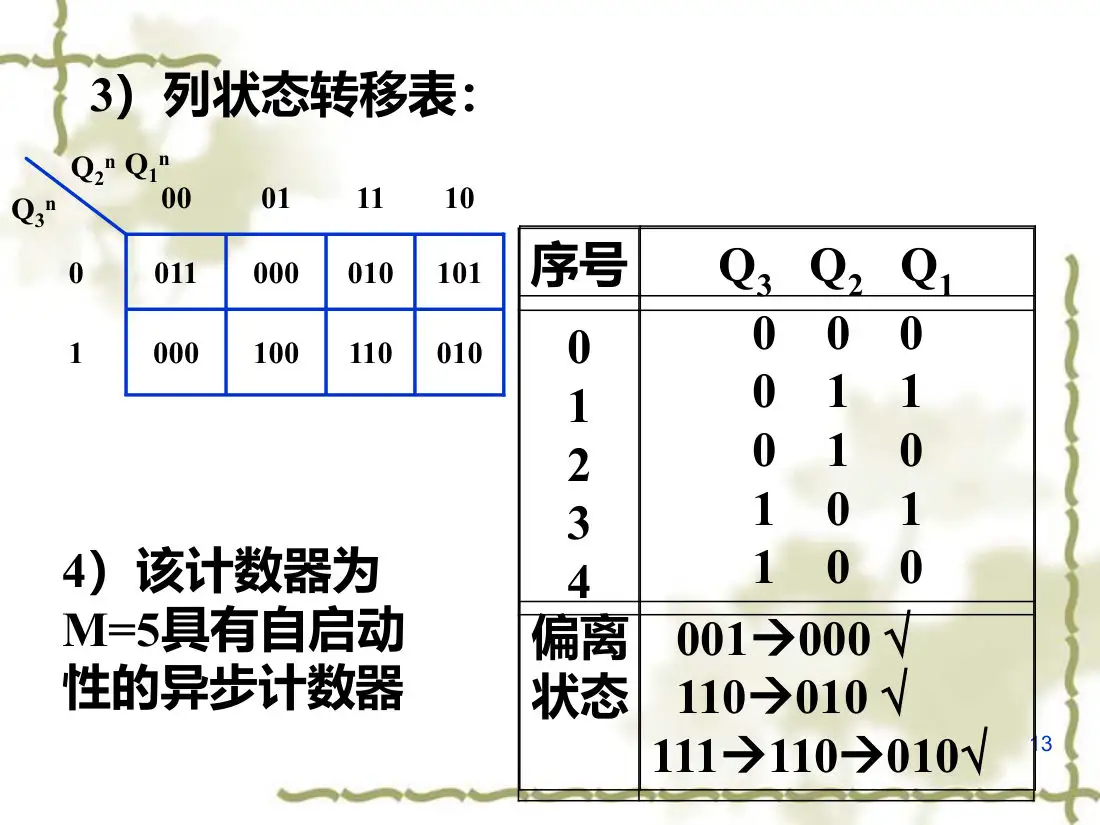 3）列状态转移表：
Q₂ⁿ Q₁ⁿ
Q₃ⁿ
00 01 11 10
0 011 000 010 101
1 000 100 110 010
4）该计数器为
M=5具有自启动
性的异步计数器
序号 Q₃ Q₂ Q₁
0 0 0 0
1 0 1 1
2 0 1 0
3 1 0 1
4 1 0 0
偏离 001→000 √
状态 110→010 √
111→110→010√
13